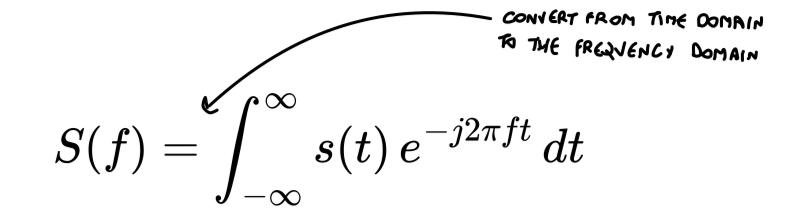 CONVERT FROM TIME DOMAIN
TO THE FREQUENCY DOMAIN
S(f) = ∫_{-∞}^{∞} s(t) e^{-j2πft} dt